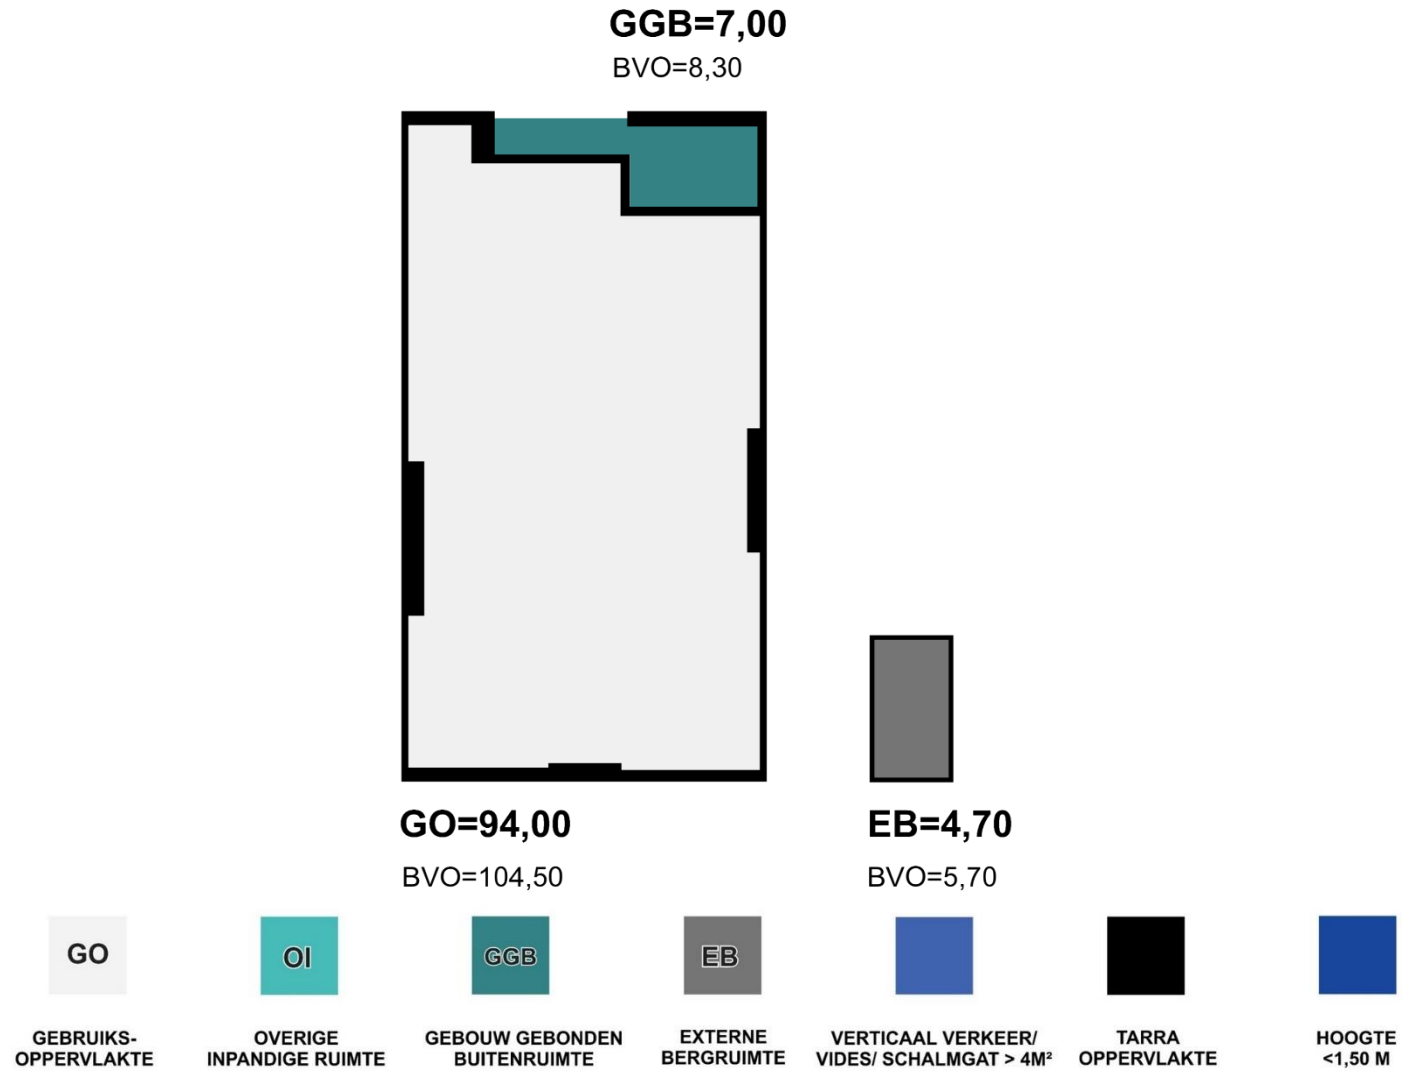 GGB=7,00
BVO=8,30
GO=94,00
BVO=104,50
EB=4,70
BVO=5,70
GO
GEBRUIKS-
OPPERVLAKTE
OI
OVERIGE
INPANDIGE RUIMTE
GGB
GEBOUW GEBONDEN
BUITENRUIMTE
EB
EXTERNE
BERGRUIMTE
VERTICAAL VERKEER/
VIDES/ SCHALMGAT > 4M²
TARRA
OPPERVLAKTE
HOOGTE
<1,50 M